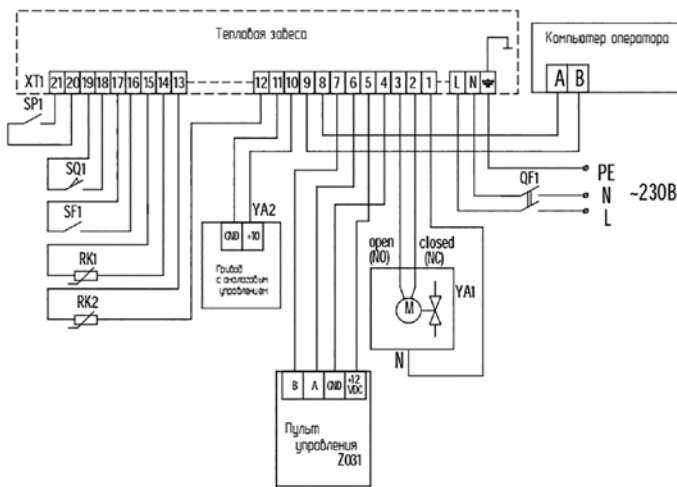 Тепловая завеса
Компьютер оператора
XT1 21 20 19 18 17 16 15 14 13 12 11 10 9 8 7 6 5 4 3 2 1 L N
A B
SP1
SQ1
SF1
RK1
RK2
YA2
GND +10
Привод
с аналоговым
управлением
open
(NO)
closed
(NC)
YA1
M
N
QF1
PE
N ~230В
L
B A GND +12 VDC
Пульт
управления
Z031